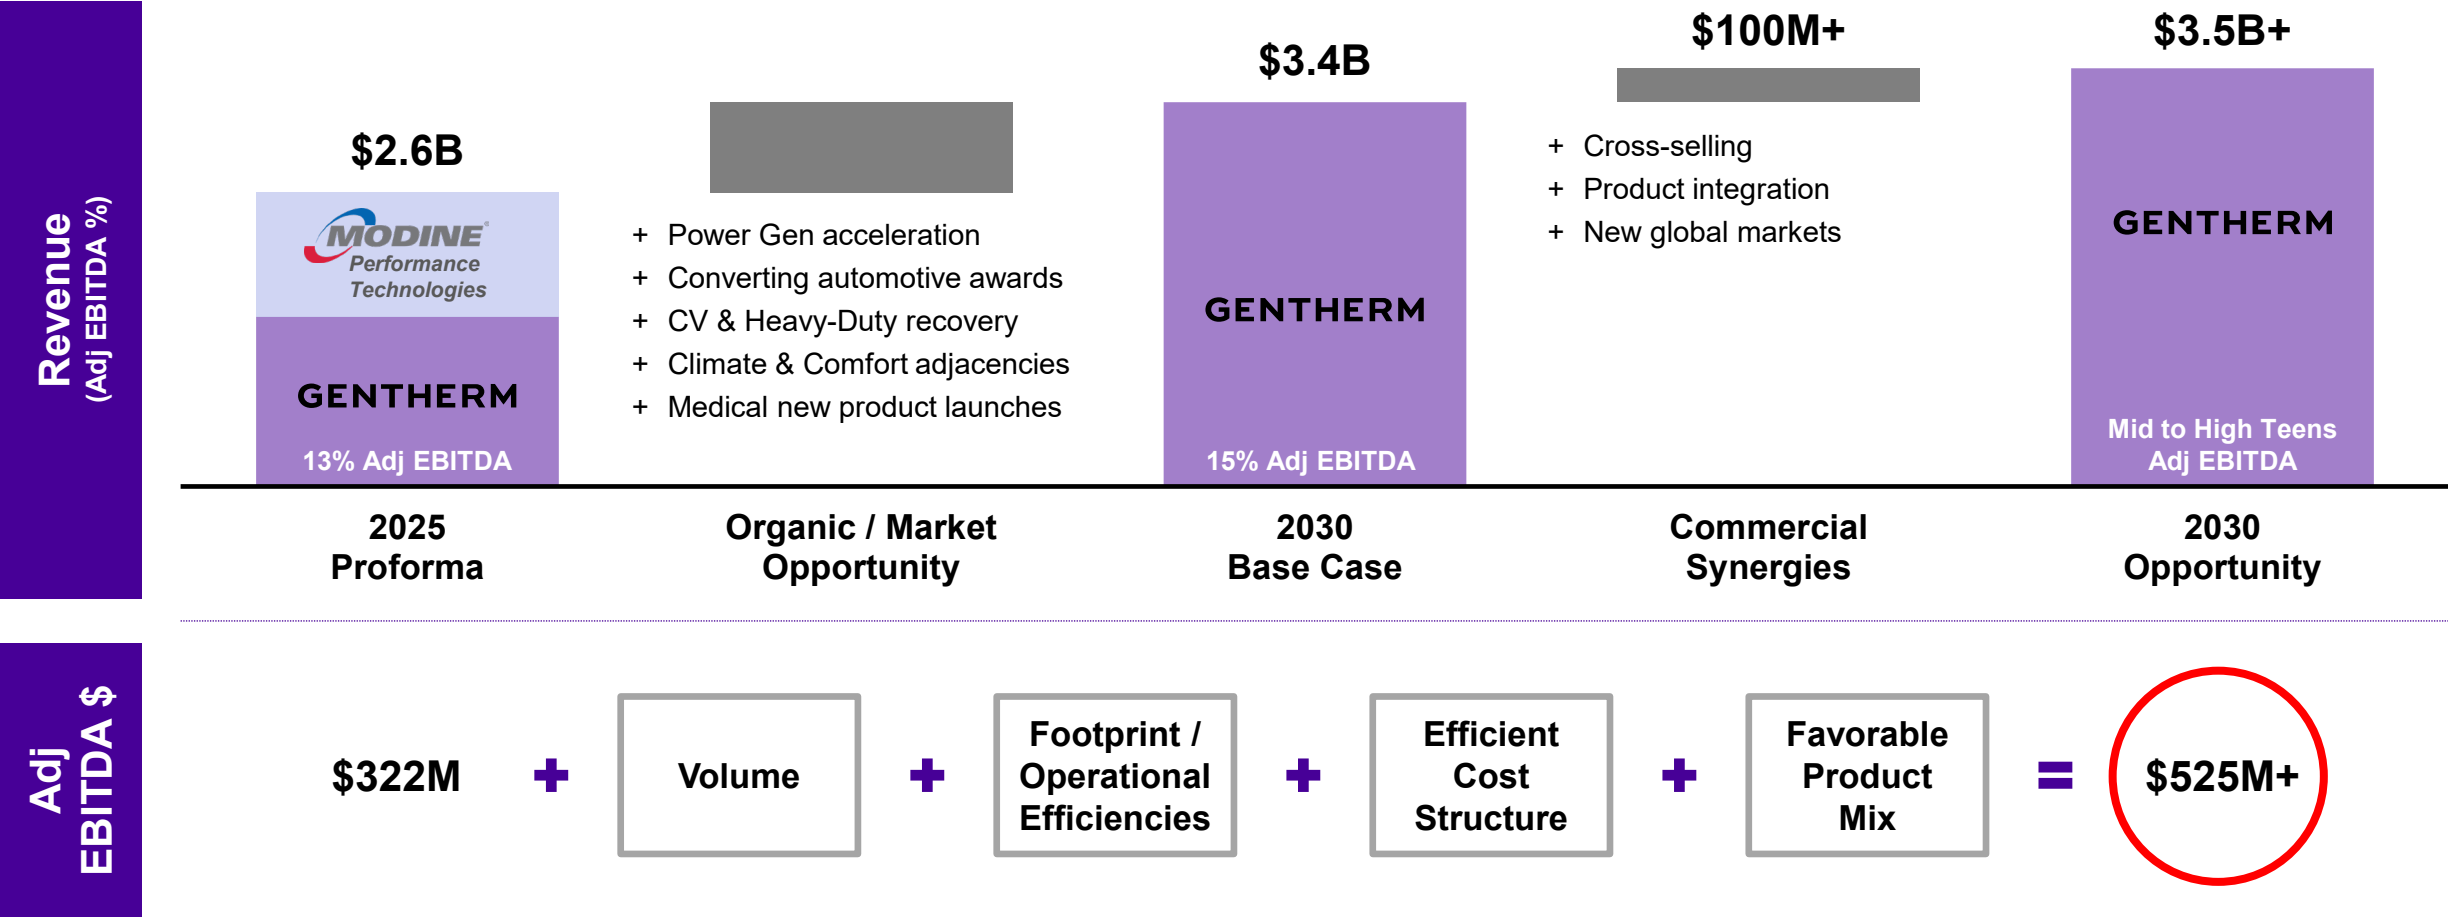 Revenue
(Adj EBITDA %)
$2.6B
MODINE®
Performance
Technologies
GENTHERM
13% Adj EBITDA
2025
Proforma
+ Power Gen acceleration
+ Converting automotive awards
+ CV & Heavy-Duty recovery
+ Climate & Comfort adjacencies
+ Medical new product launches
Organic / Market
Opportunity
$3.4B
GENTHERM
15% Adj EBITDA
2030
Base Case
$100M+
+ Cross-selling
+ Product integration
+ New global markets
Commercial
Synergies
$3.5B+
GENTHERM
Mid to High Teens
Adj EBITDA
2030
Opportunity
Adj
EBITDA $
$322M
+
Volume
+
Footprint /
Operational
Efficiencies
+
Efficient
Cost
Structure
+
Favorable
Product
Mix
=
$525M+